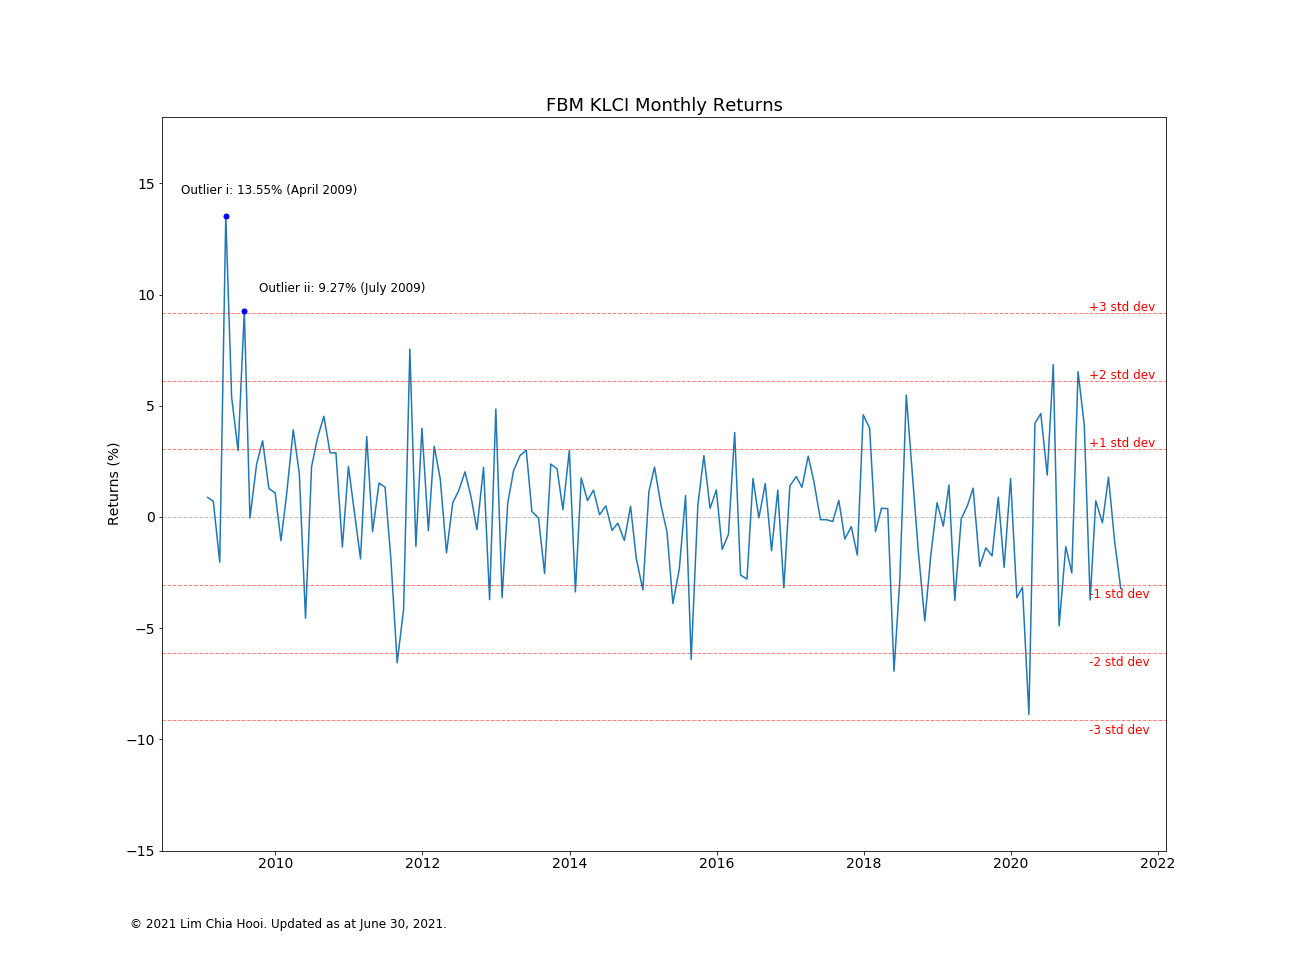 FBM KLCI Monthly Returns
Outlier i: 13.55% (April 2009)
Outlier ii: 9.27% (July 2009)
+3 std dev
+2 std dev
+1 std dev
-1 std dev
-2 std dev
-3 std dev
Returns (%)
15
10
5
0
−5
−10
−15
2010 2012 2014 2016 2018 2020 2022
© 2021 Lim Chia Hooi. Updated as at June 30, 2021.